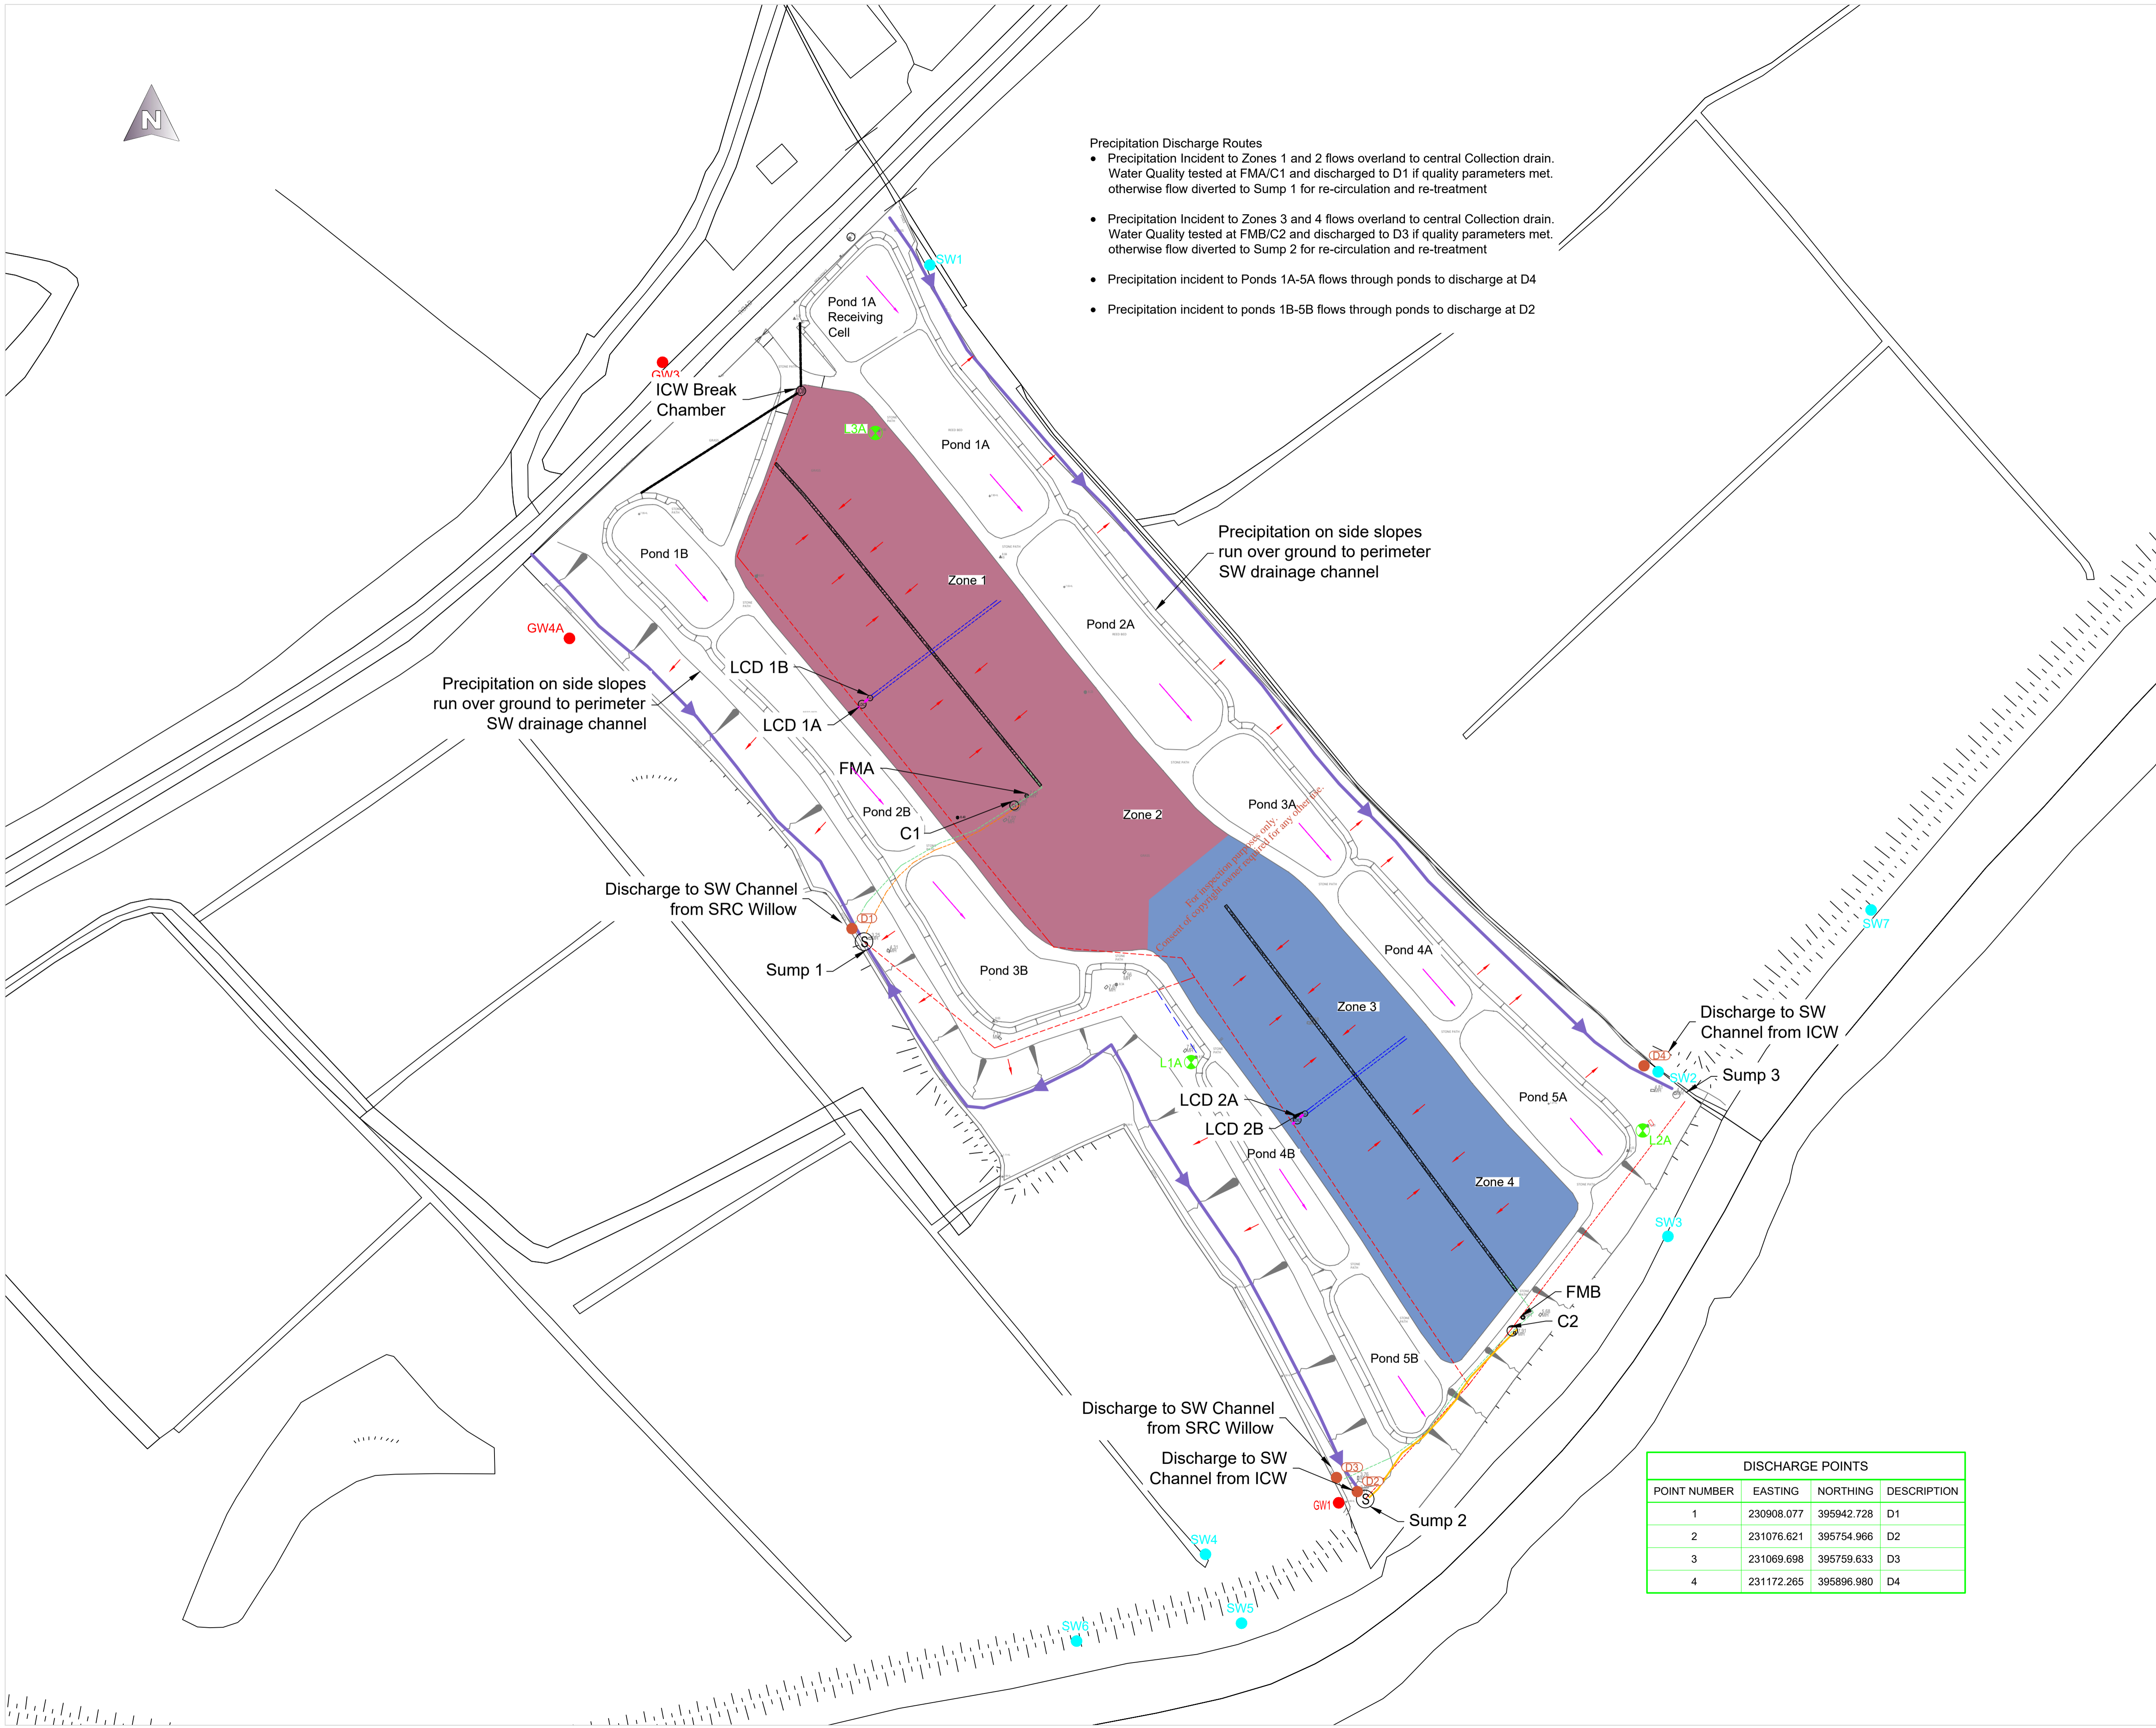 N
Precipitation Discharge Routes
● Precipitation Incident to Zones 1 and 2 flows overland to central Collection drain.
Water Quality tested at FMA/C1 and discharged to D1 if quality parameters met.
otherwise flow diverted to Sump 1 for re-circulation and re-treatment
● Precipitation Incident to Zones 3 and 4 flows overland to central Collection drain.
Water Quality tested at FMB/C2 and discharged to D3 if quality parameters met.
otherwise flow diverted to Sump 2 for re-circulation and re-treatment
● Precipitation incident to Ponds 1A-5A flows through ponds to discharge at D4
● Precipitation incident to ponds 1B-5B flows through ponds to discharge at D2
SW1
Pond 1A
Receiving
Cell
GW3
ICW Break
Chamber
L3A
Pond 1A
Pond 1B
Zone 1
Precipitation on side slopes
run over ground to perimeter
SW drainage channel
GW4A
Pond 2A
LCD 1B
Precipitation on side slopes
run over ground to perimeter
SW drainage channel
LCD 1A
FMA
Pond 2B
C1
Zone 2
Pond 3A
For inspection purposes only.
Consent of copyright owner required for any other use.
Discharge to SW Channel
from SRC Willow
D1
SW7
Pond 4A
Sump 1
Pond 3B
Zone 3
Discharge to SW
Channel from ICW
D4
SW2
Sump 3
L1A
LCD 2A
LCD 2B
Pond 5A
L2A
Pond 4B
Zone 4
SW3
FMB
C2
Pond 5B
Discharge to SW Channel
from SRC Willow
Discharge to SW
Channel from ICW
D3
D2
GW1
Sump 2
SW4
SW5
SW6
DISCHARGE POINTS
POINT NUMBER EASTING NORTHING DESCRIPTION
1 230908.077 395942.728 D1
2 231076.621 395754.966 D2
3 231069.698 395759.633 D3
4 231172.265 395896.980 D4